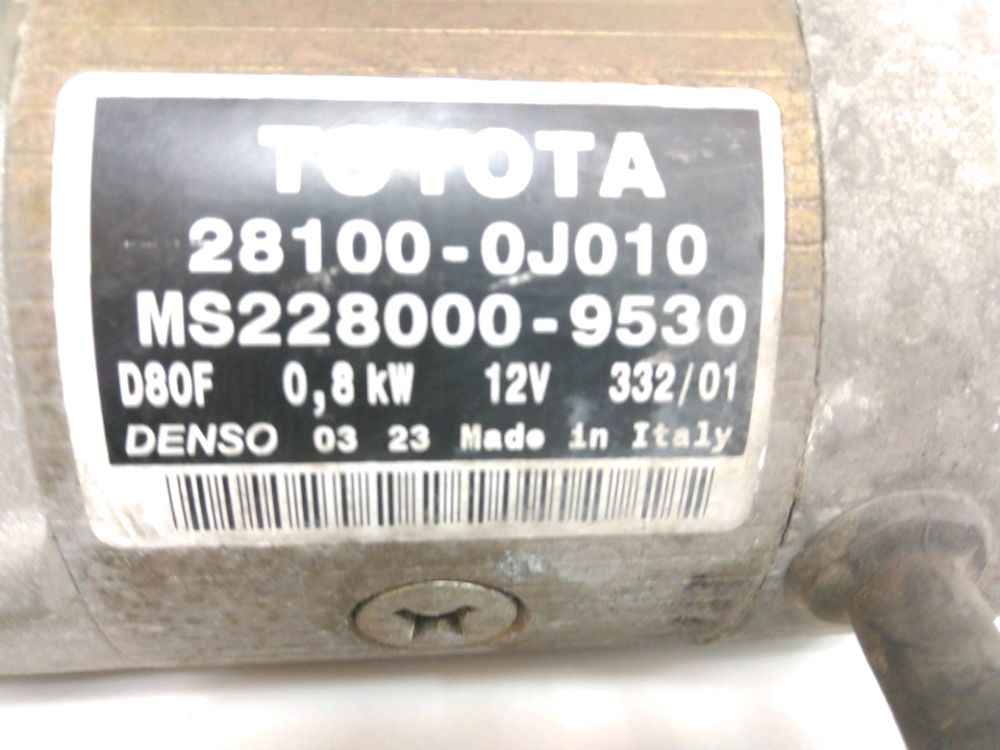 TOYOTA
28100-0J010
MS228000-9530
D80F 0,8 kW 12V 332/01
DENSO 03 23 Made in Italy